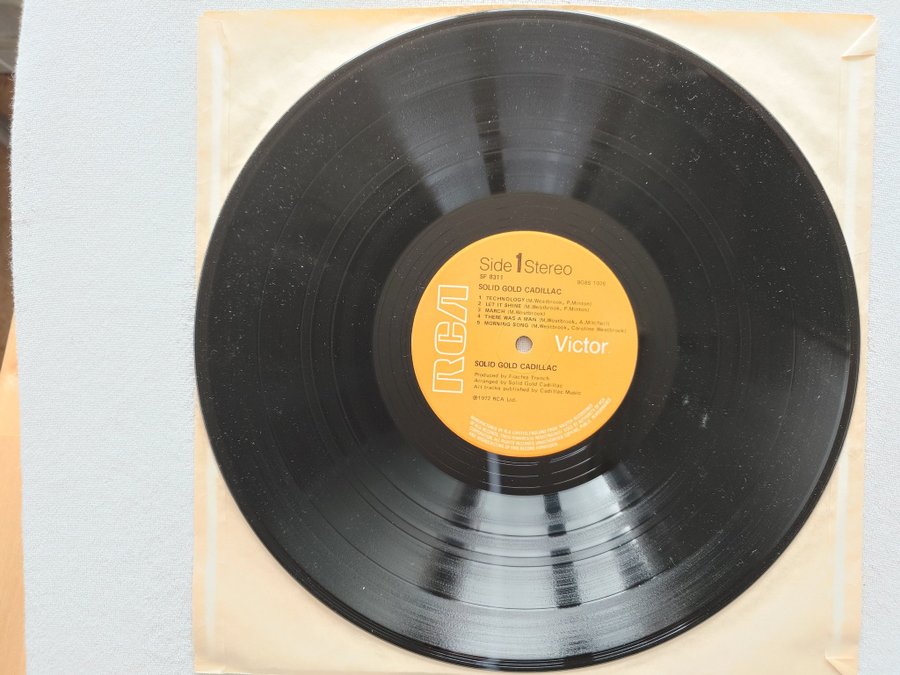 Side 1 Stereo
SF 8311
SOLID GOLD CADILLAC
1 TECHNOLOGY (M.Westbrook, P.Minton)
2 LET IT SHINE (M.Westbrook, P.Minton)
3 MARCH (M.Westbrook)
4 THERE WAS A MAN (M.Westbrook, A.Mitchell)
5 MORNING SONG (M.Westbrook, Caroline Westbrook)
RCA
Victor
SOLID GOLD CADILLAC
Produced by Fiachra Trench
Arranged by Solid Gold Cadillac
All tracks published by Cadillac Music
℗1972 RCA Ltd.